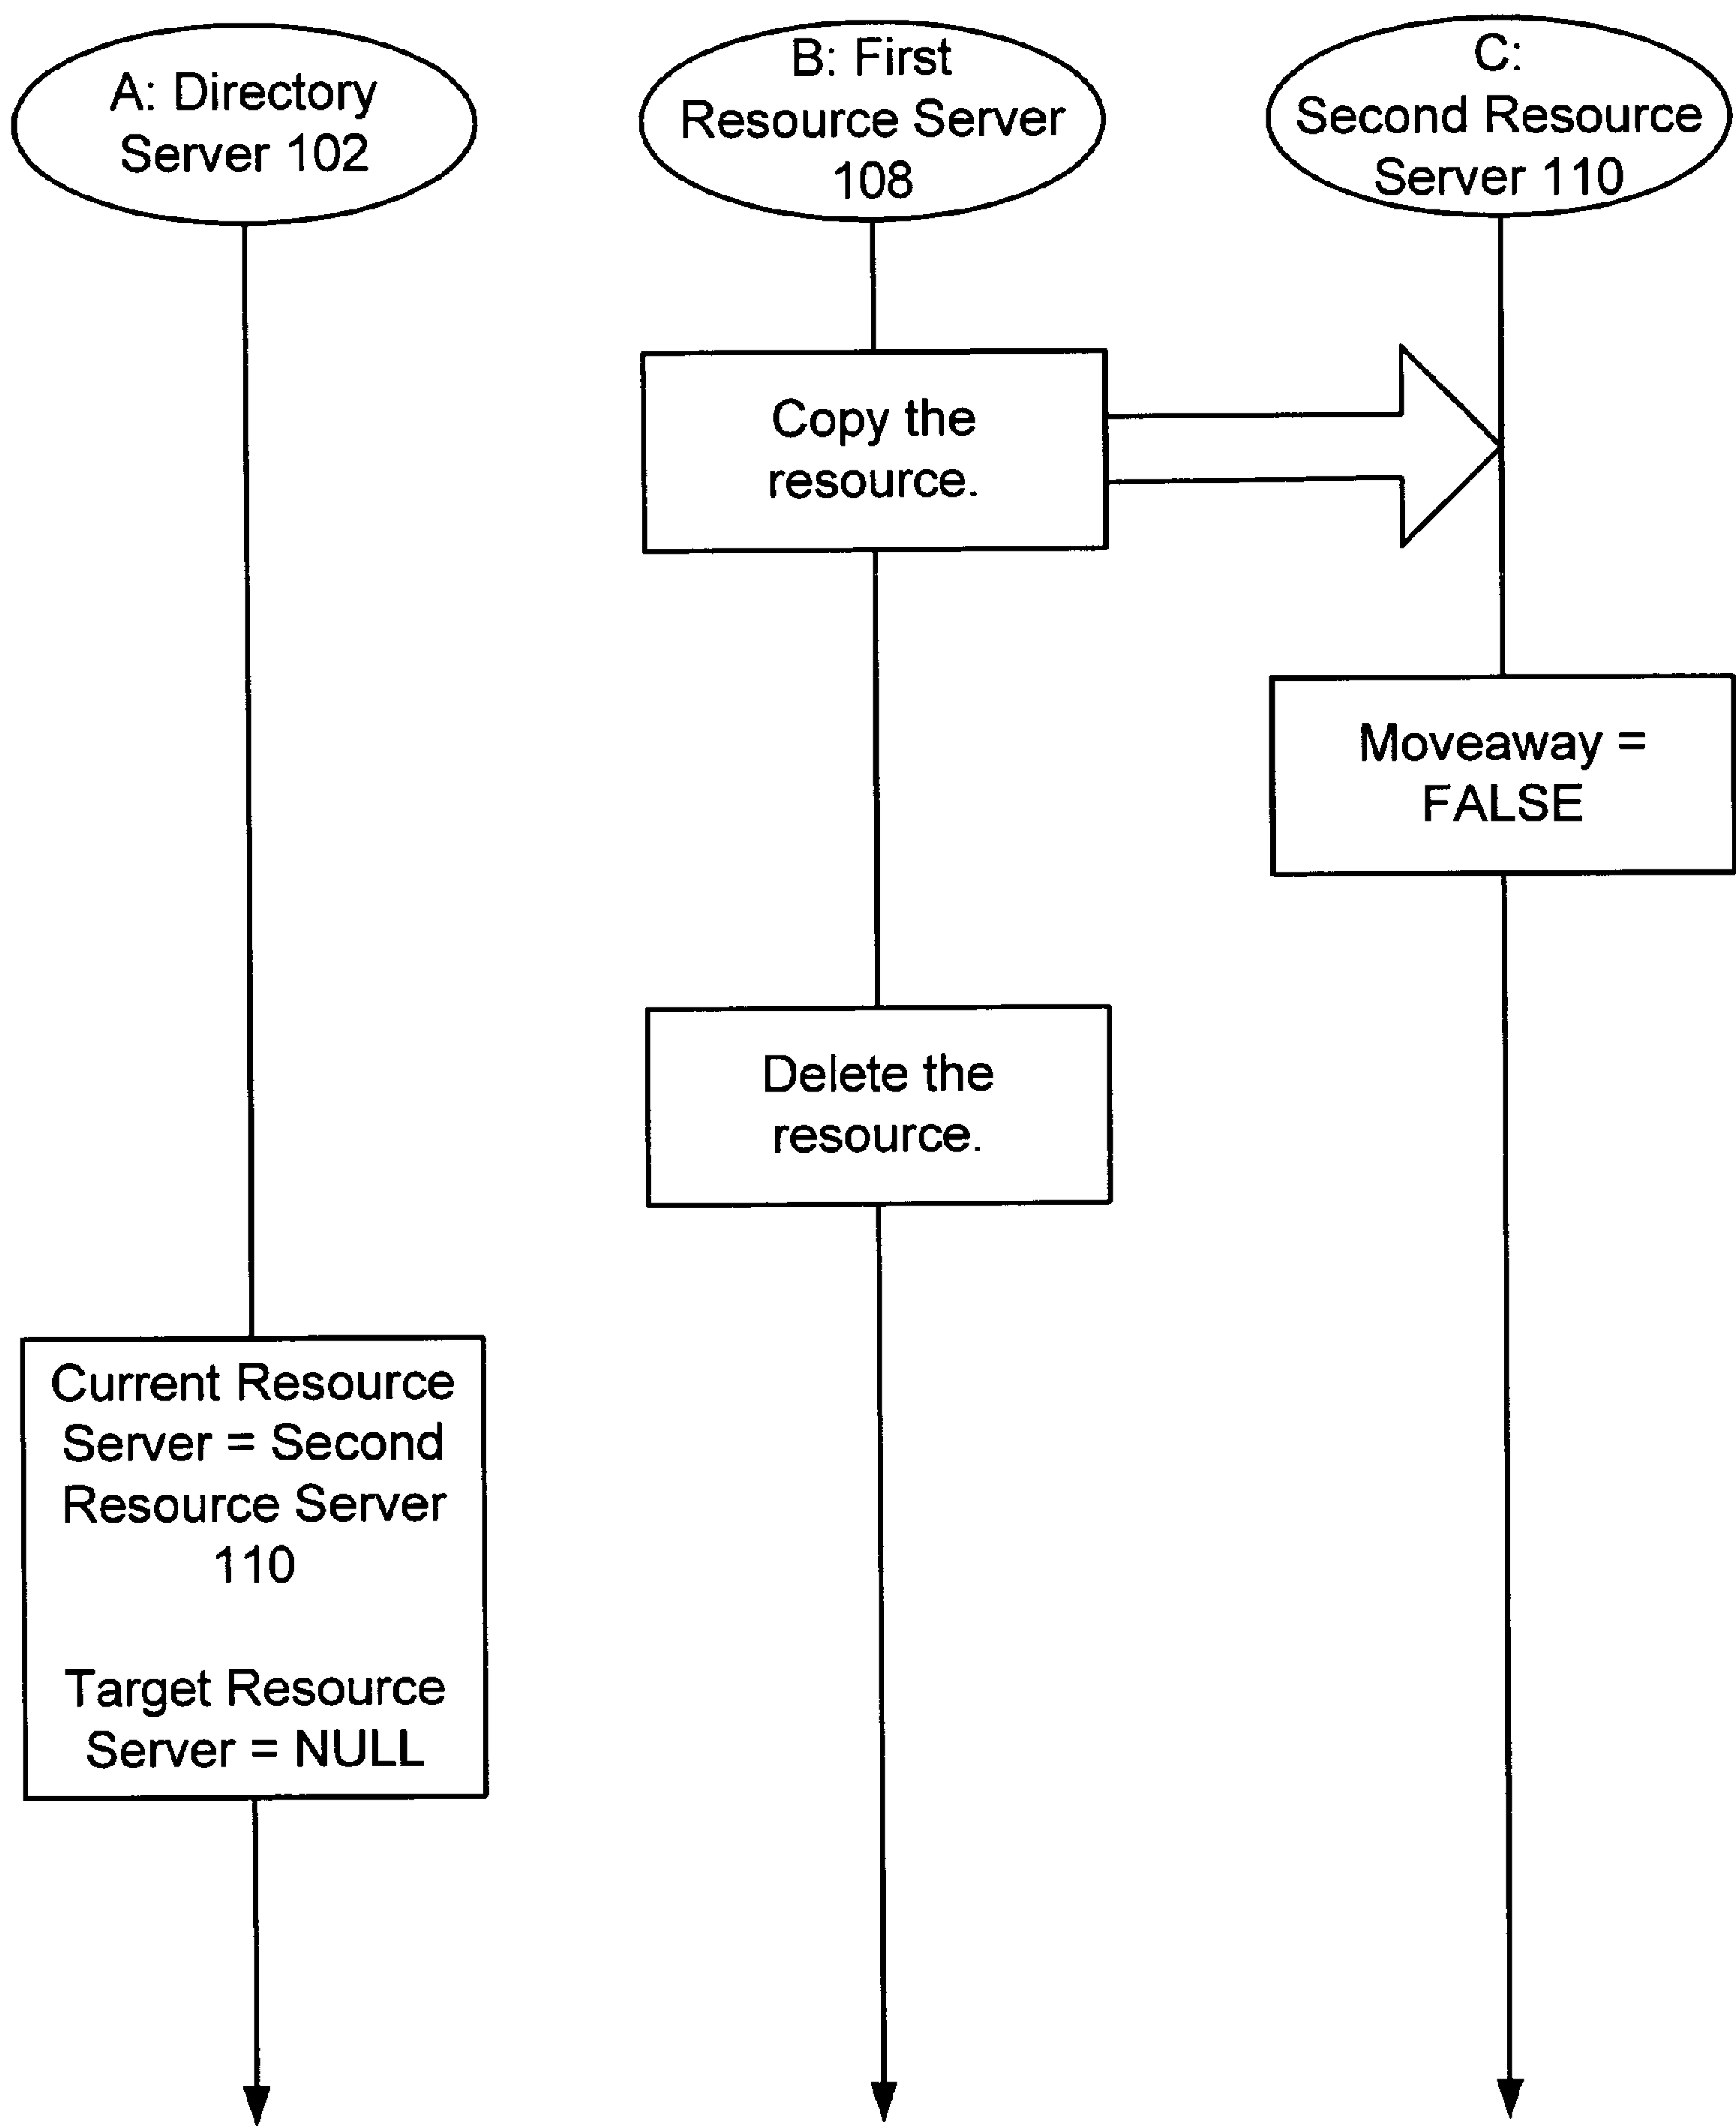 A: Directory
Server 102
B: First
Resource Server
108
C:
Second Resource
Server 110
Copy the
resource.
Moveaway =
FALSE
Delete the
resource.
Current Resource
Server = Second
Resource Server
110
Target Resource
Server = NULL